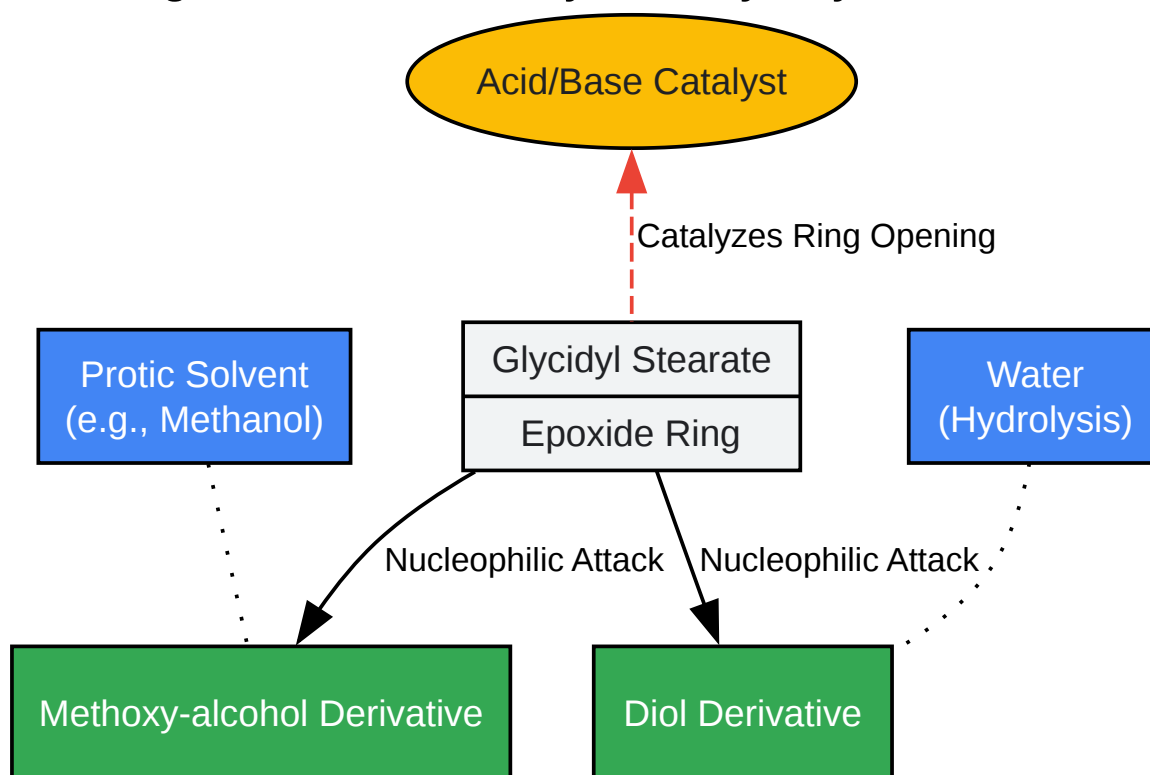 Acid/Base Catalyst
Catalyzes Ring Opening
Protic Solvent
(e.g., Methanol)
Glycidyl Stearate
Epoxide Ring
Water
(Hydrolysis)
Nucleophilic Attack
Nucleophilic Attack
Methoxy-alcohol Derivative
Diol Derivative